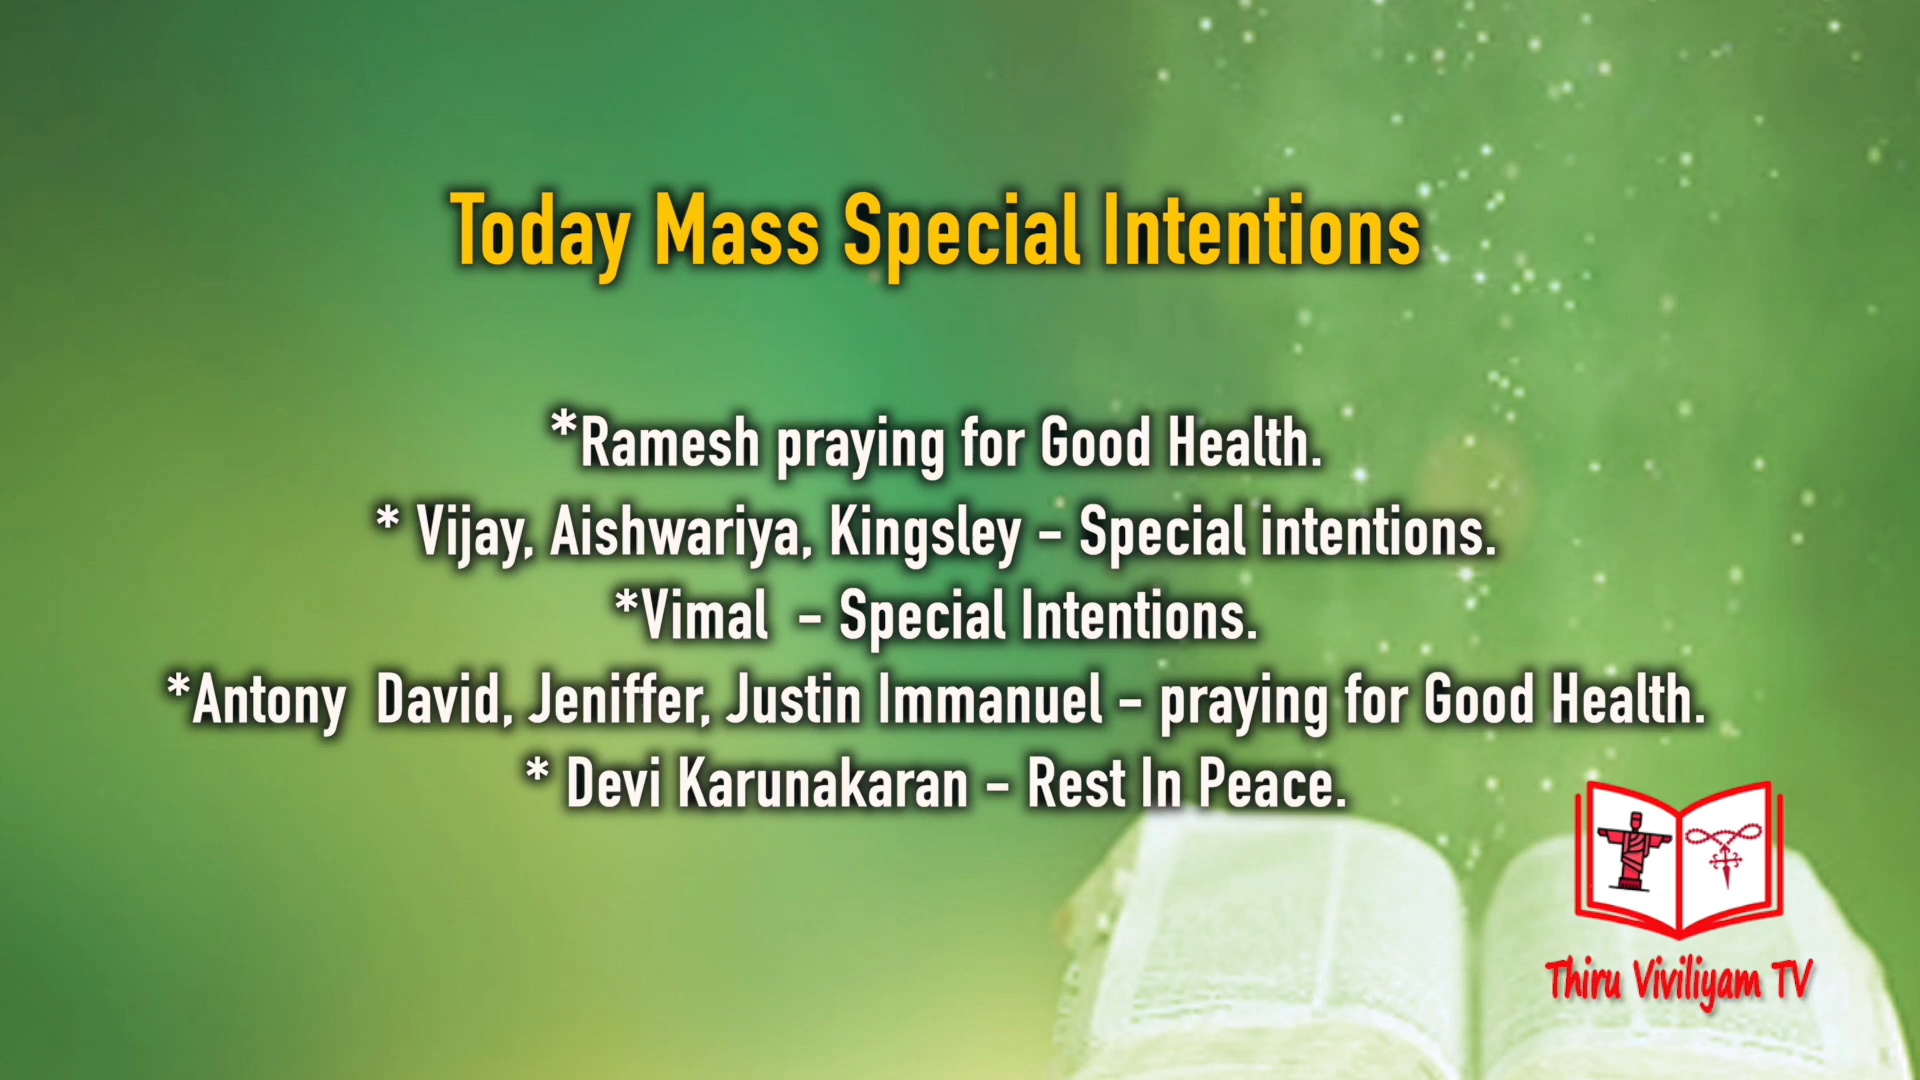 Today Mass Special Intentions
*Ramesh praying for Good Health.
* Vijay, Aishwariya, Kingsley – Special intentions.
*Vimal – Special Intentions.
*Antony David, Jeniffer, Justin Immanuel – praying for Good Health.
* Devi Karunakaran – Rest In Peace.
Thiru Viviliyam TV